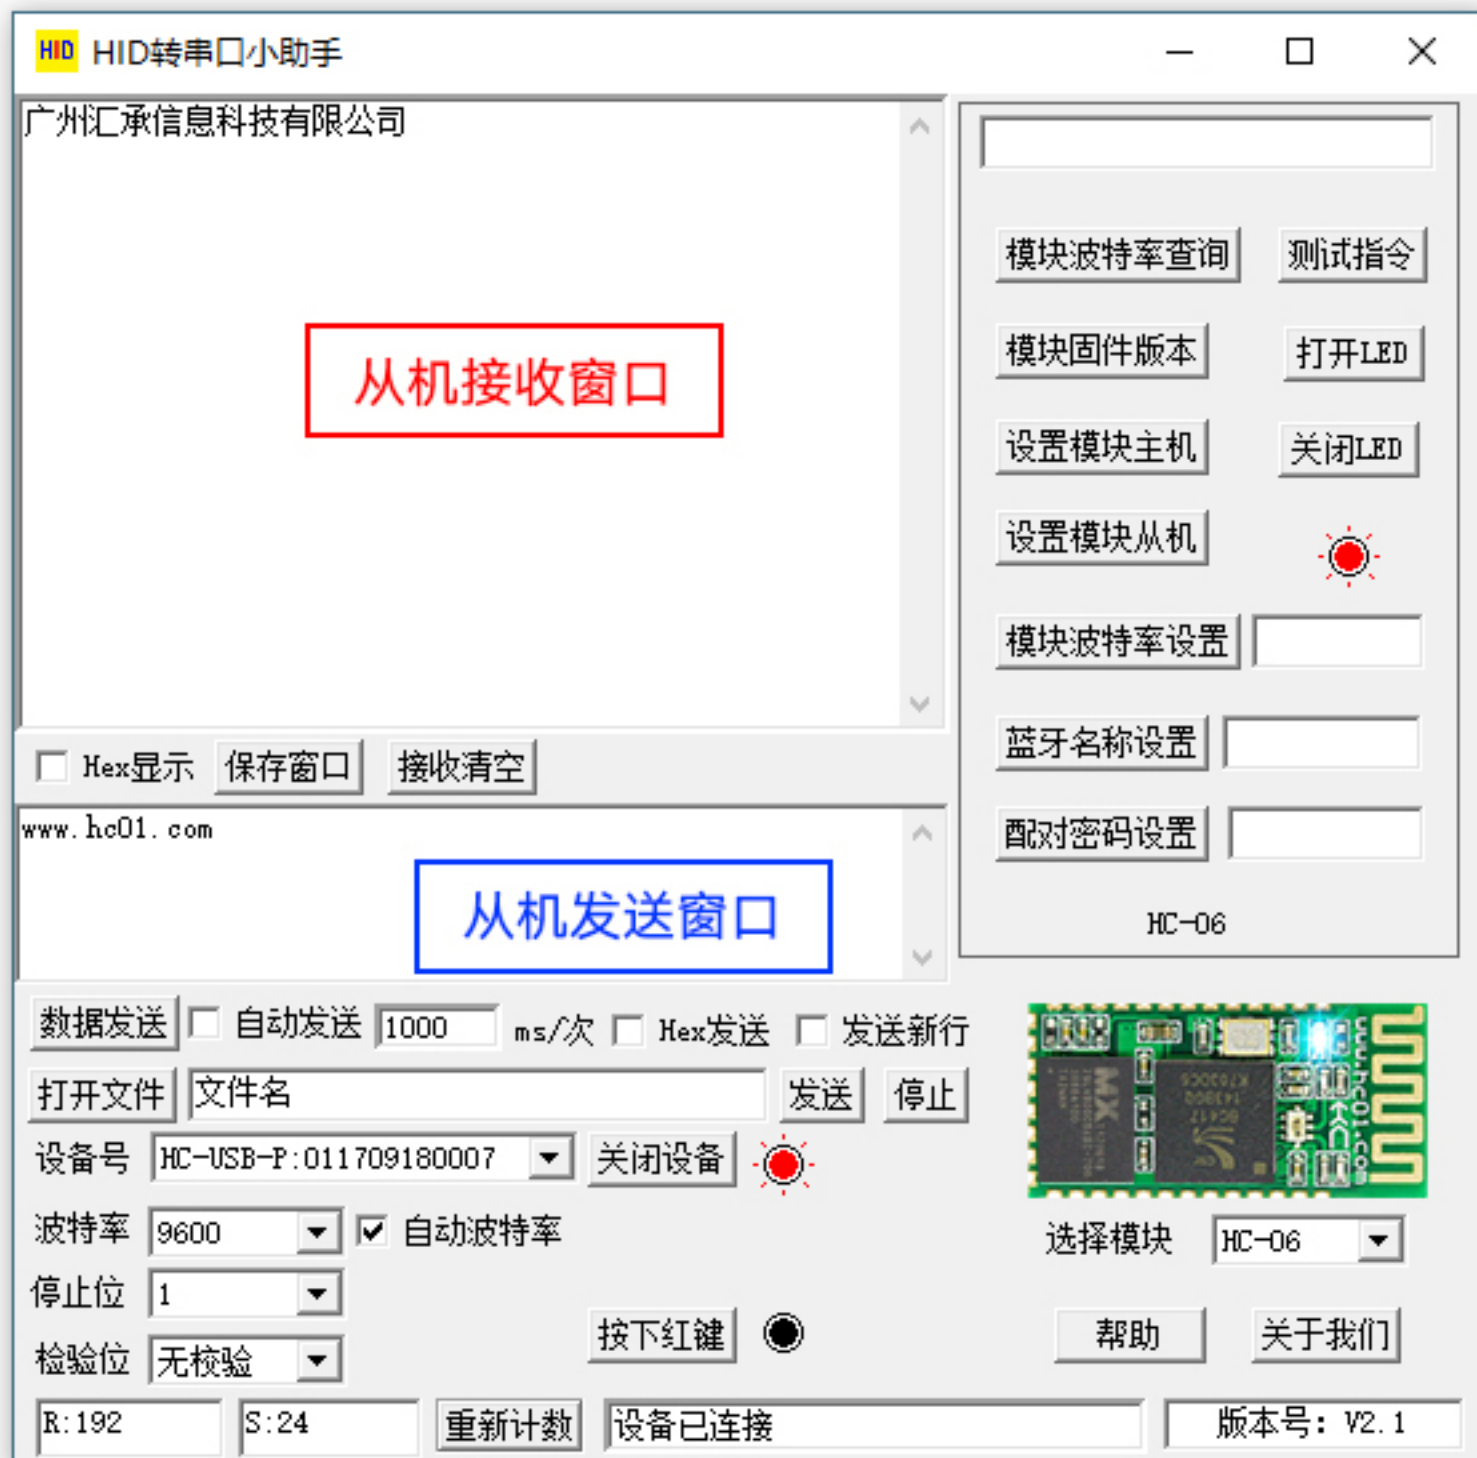 HID HID转串口小助手
广州汇承信息科技有限公司
从机接收窗口
Hex显示 保存窗口 接收清空
www.hc01.com
从机发送窗口
数据发送 自动发送 1000 ms/次 Hex发送 发送新行
打开文件 文件名 发送 停止
设备号 HC-USB-P:011709180007 关闭设备
波特率 9600 自动波特率
停止位 1
按下红键
检验位 无校验
R:192 S:24 重新计数 设备已连接 版本号: V2.1
模块波特率查询 测试指令
模块固件版本 打开LED
设置模块主机 关闭LED
设置模块从机
模块波特率设置
蓝牙名称设置
配对密码设置
HC-06
www.hc01.com
选择模块 HC-06
帮助 关于我们